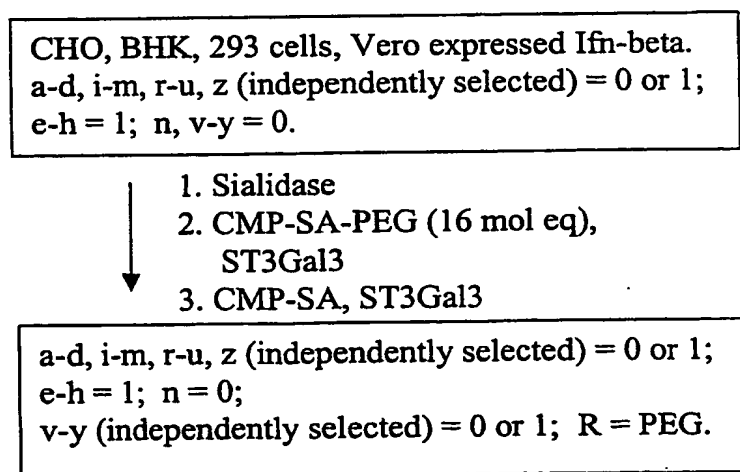 CHO, BHK, 293 cells, Vero expressed Ifn-beta.
a-d, i-m, r-u, z (independently selected) = 0 or 1;
e-h = 1; n, v-y = 0.
1. Sialidase
2. CMP-SA-PEG (16 mol eq),
ST3Gal3
3. CMP-SA, ST3Gal3
a-d, i-m, r-u, z (independently selected) = 0 or 1;
e-h = 1; n = 0;
v-y (independently selected) = 0 or 1; R = PEG.